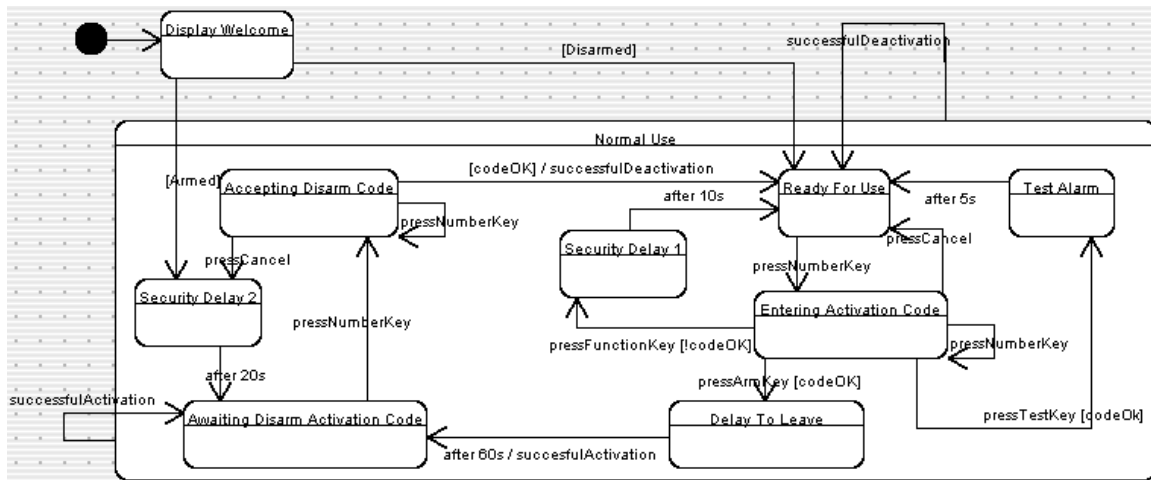 Display Welcome
successfulDeactivation
[Disarmed]
Normal Use
[Armed]
Accepting Disarm Code
[codeOK] / successfulDeactivation
Ready For Use
Test Alarm
after 10s
after 5s
pressNumberKey
Security Delay 1
pressCancel
pressCancel
pressNumberKey
Security Delay 2
Entering Activation Code
pressNumberKey
pressFunctionKey [!codeOK]
pressNumberKey
after 20s
pressArmKey [codeOK]
successfulActivation
Awaiting Disarm Activation Code
Delay To Leave
pressTestKey [codeOk]
after 60s / succesfulActivation